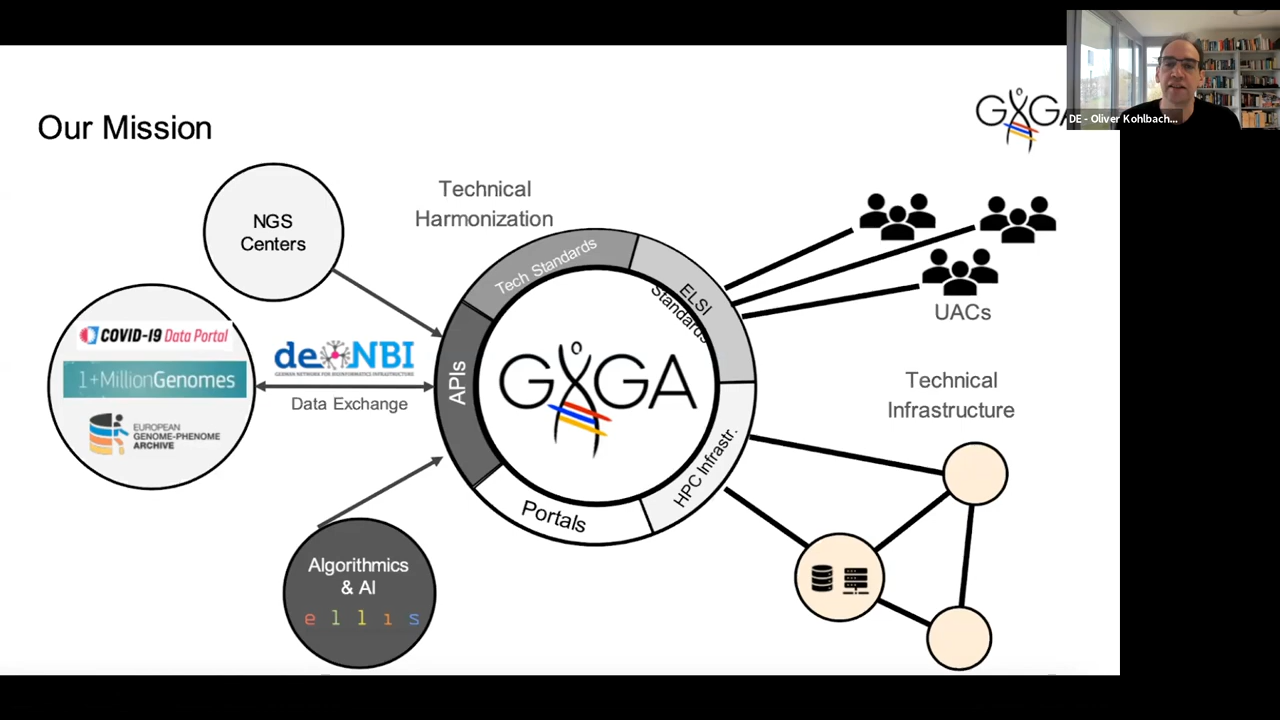 Our Mission
DE - Oliver Kohlbach...
NGS
Centers
Technical
Harmonization
COVID-19 Data Portal
1+MillionGenomes
EUROPEAN
GENOME-PHENOME
ARCHIVE
de NBI
GERMAN NETWORK FOR BIOINFORMATICS INFRASTRUCTURE
Data Exchange
Algorithmics
& AI
ellis
APIs
Tech Standards
ELSI
Standards
HPC Infrastr.
Portals
GHGA
UACs
Technical
Infrastructure